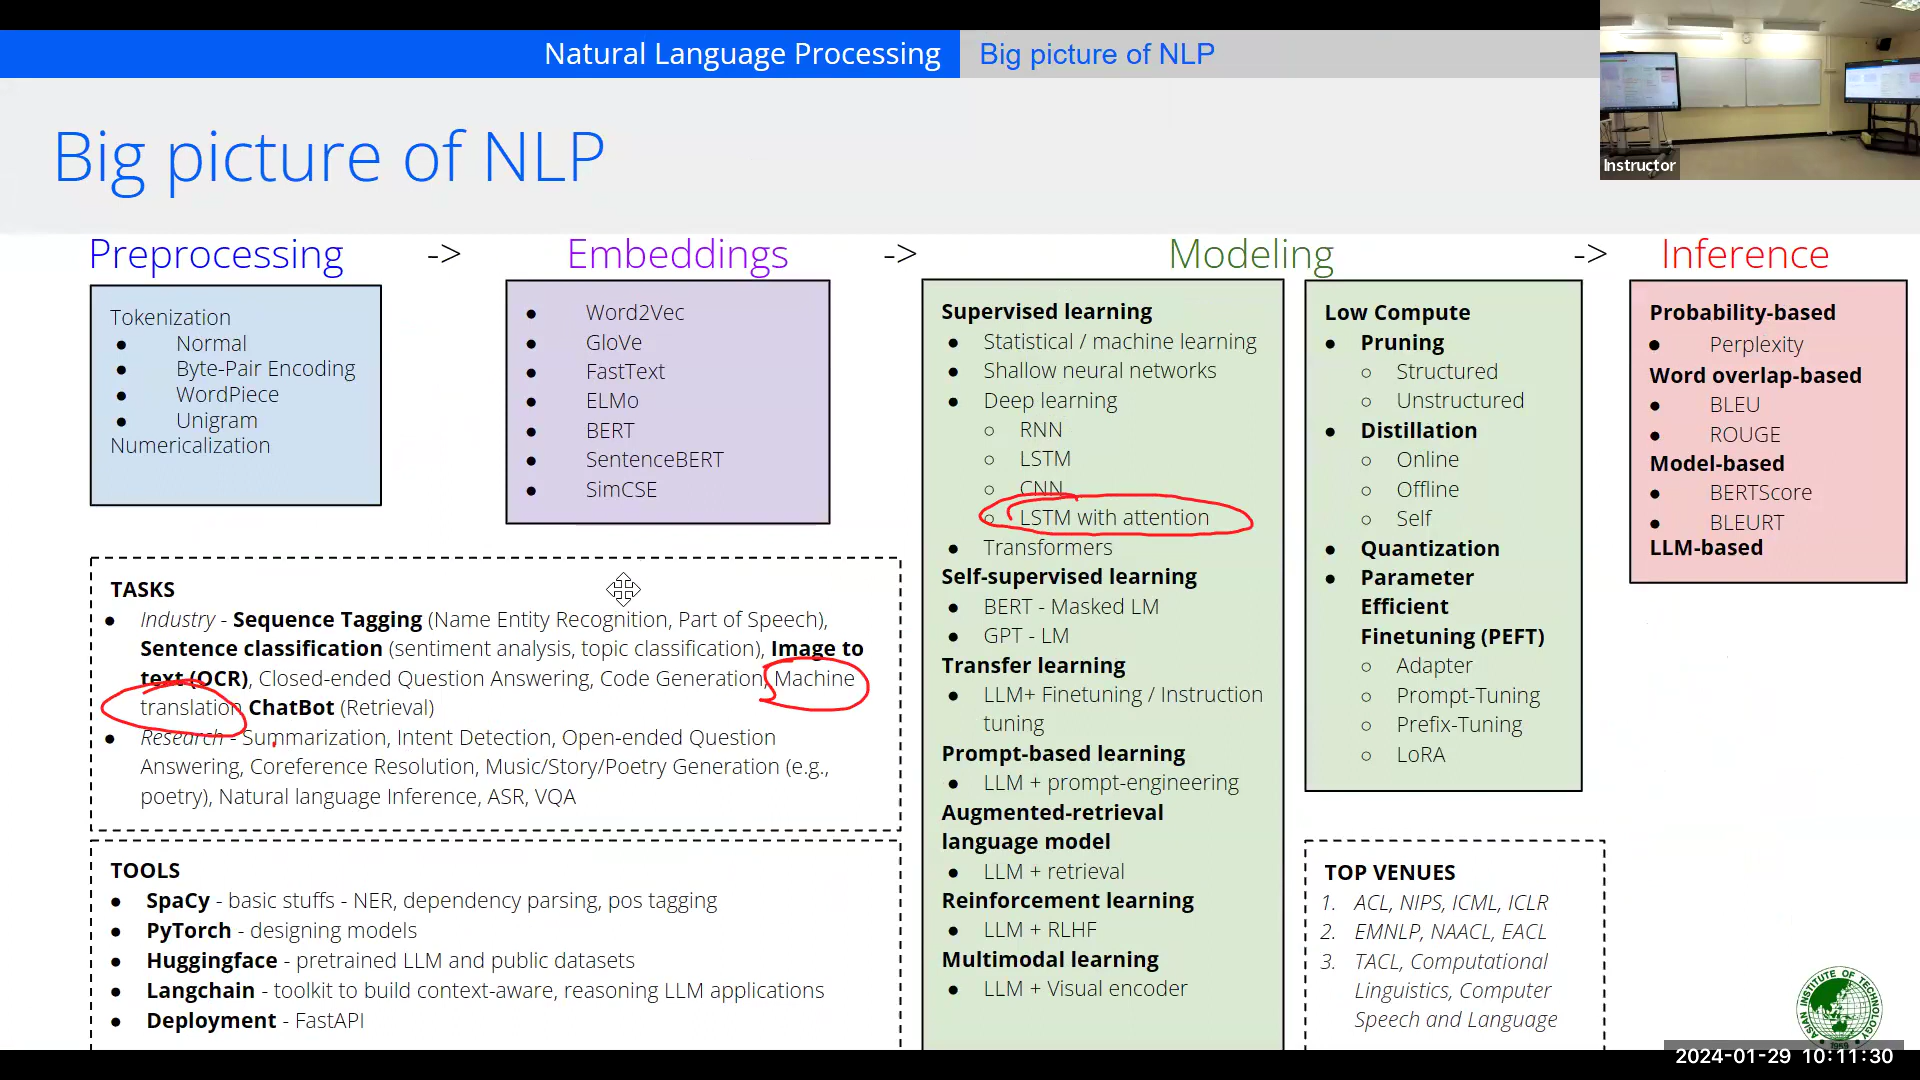 Natural Language Processing
Big picture of NLP
Instructor
Big picture of NLP
Preprocessing -> Embeddings -> Modeling -> Inference
Tokenization
● Normal
● Byte-Pair Encoding
● WordPiece
● Unigram
Numericalization
● Word2Vec
● GloVe
● FastText
● ELMo
● BERT
● SentenceBERT
● SimCSE
Supervised learning
● Statistical / machine learning
● Shallow neural networks
● Deep learning
○ RNN
○ LSTM
○ CNN
○ LSTM with attention
● Transformers
Self-supervised learning
● BERT - Masked LM
● GPT - LM
Transfer learning
● LLM+ Finetuning / Instruction
tuning
Prompt-based learning
● LLM + prompt-engineering
Augmented-retrieval
language model
● LLM + retrieval
Reinforcement learning
● LLM + RLHF
Multimodal learning
● LLM + Visual encoder
Low Compute
● Pruning
○ Structured
○ Unstructured
● Distillation
○ Online
○ Offline
○ Self
● Quantization
● Parameter
Efficient
Finetuning (PEFT)
○ Adapter
○ Prompt-Tuning
○ Prefix-Tuning
○ LoRA
Probability-based
● Perplexity
Word overlap-based
● BLEU
● ROUGE
Model-based
● BERTScore
● BLEURT
LLM-based
TASKS
● Industry - Sequence Tagging (Name Entity Recognition, Part of Speech),
Sentence classification (sentiment analysis, topic classification), Image to
text (OCR), Closed-ended Question Answering, Code Generation, Machine
translation ChatBot (Retrieval)
● Research - Summarization, Intent Detection, Open-ended Question
Answering, Coreference Resolution, Music/Story/Poetry Generation (e.g.,
poetry), Natural language Inference, ASR, VQA
TOOLS
● SpaCy - basic stuffs - NER, dependency parsing, pos tagging
● PyTorch - designing models
● Huggingface - pretrained LLM and public datasets
● Langchain - toolkit to build context-aware, reasoning LLM applications
● Deployment - FastAPI
TOP VENUES
1. ACL, NIPS, ICML, ICLR
2. EMNLP, NAACL, EACL
3. TACL, Computational
Linguistics, Computer
Speech and Language
ASIAN INSTITUTE OF TECHNOLOGY
1959
2024-01-29 10:11:30